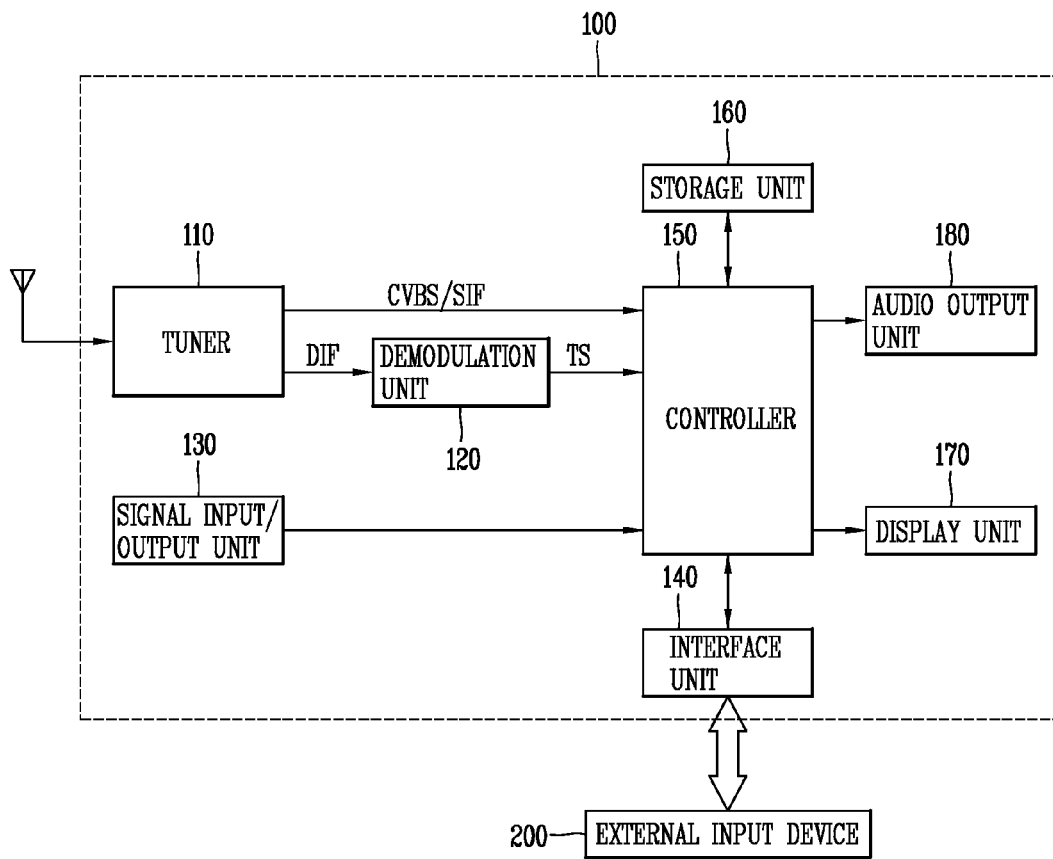 100
160
STORAGE UNIT
110
150
180
TUNER
CVBS/SIF
AUDIO OUTPUT
UNIT
DIF
DEMODULATION
UNIT
TS
CONTROLLER
120
130
170
SIGNAL INPUT/
OUTPUT UNIT
DISPLAY UNIT
140
INTERFACE
UNIT
200
EXTERNAL INPUT DEVICE